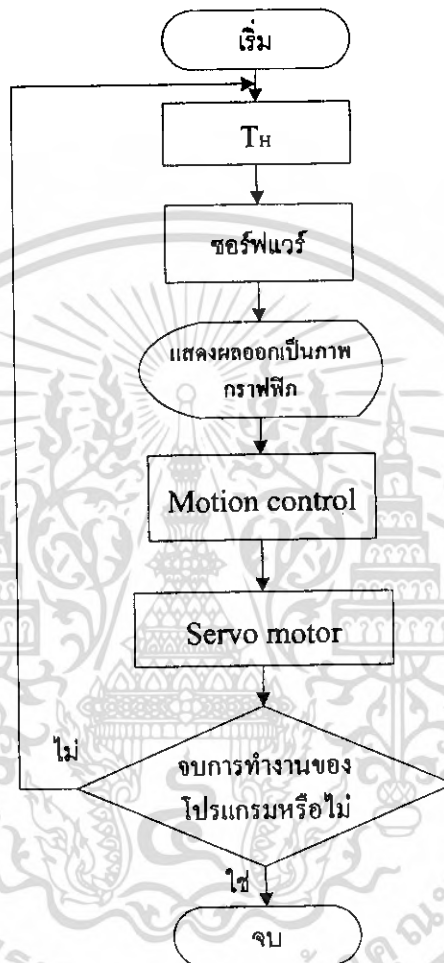 เริ่ม
TH
ซอร์ฟแวร์
แสดงผลออกเป็นภาพ
กราฟฟิก
Motion control
Servo motor
ไม่
จบการทำงานของ
โปรแกรมหรือไม่
ใช่
จบ